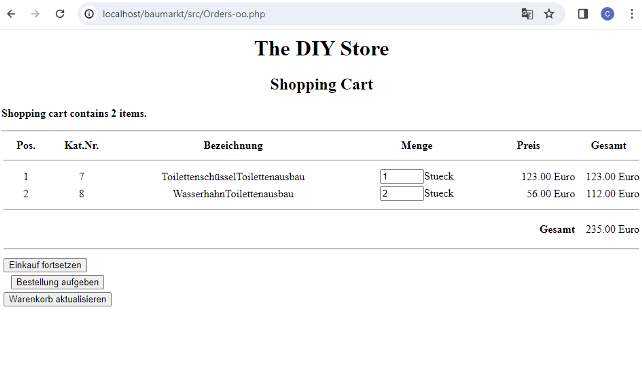 localhost/baumarkt/src/Orders-oo.php
C
The DIY Store
Shopping Cart
Shopping cart contains 2 items.
Pos. Kat.Nr. Bezeichnung Menge Preis Gesamt
1 7 ToilettenschüsselToilettenausbau 1 Stueck 123.00 Euro 123.00 Euro
2 8 WasserhahnToilettenausbau 2 Stueck 56.00 Euro 112.00 Euro
Gesamt 235.00 Euro
Einkauf fortsetzen
Bestellung aufgeben
Warenkorb aktualisieren